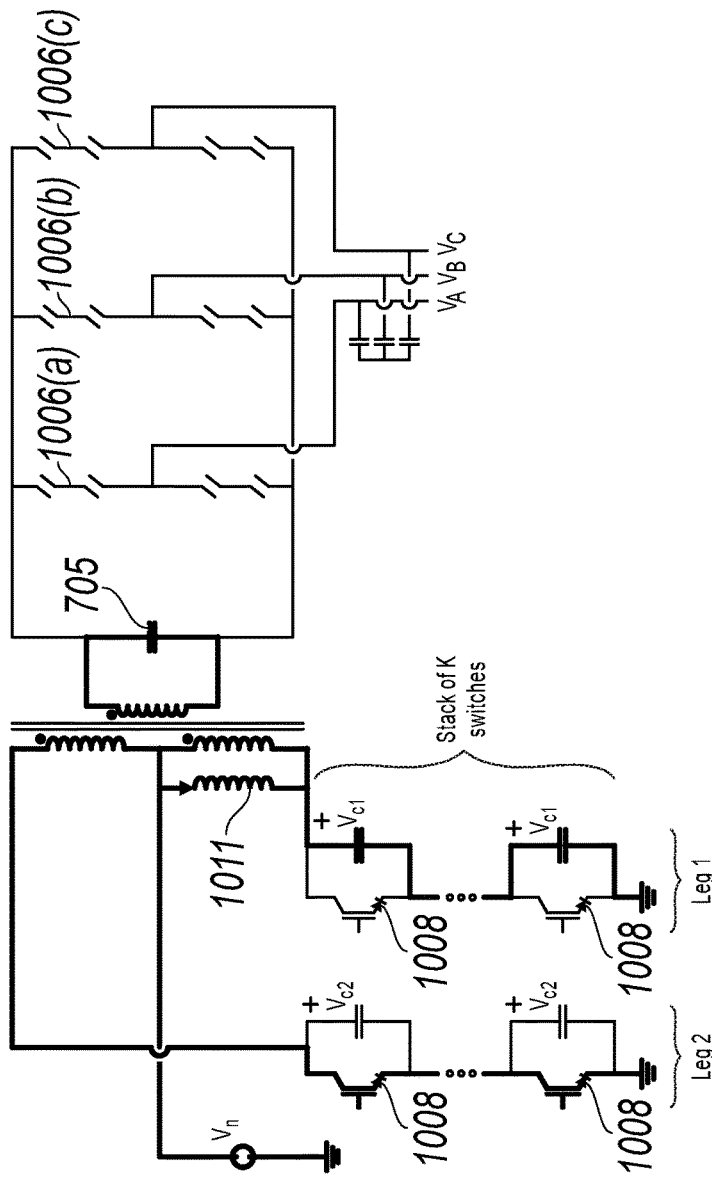 1006(a)
1006(b)
1006(c)
705
VA VB VC
1011
Stack of K
switches
+ Vc1
+ Vc1
1008
1008
Leg 1
+ Vc2
+ Vc2
1008
1008
Leg 2
Vn